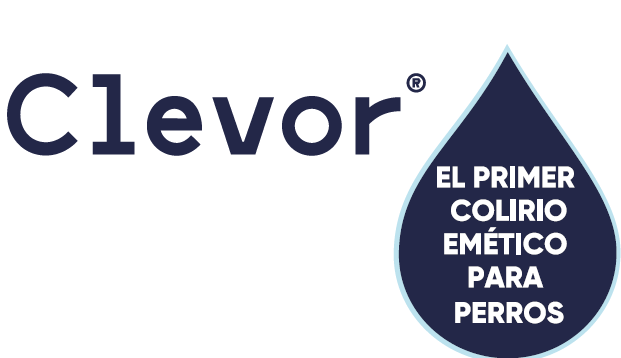 Clevor®
EL PRIMER
COLIRIO
EMÉTICO
PARA
PERROS